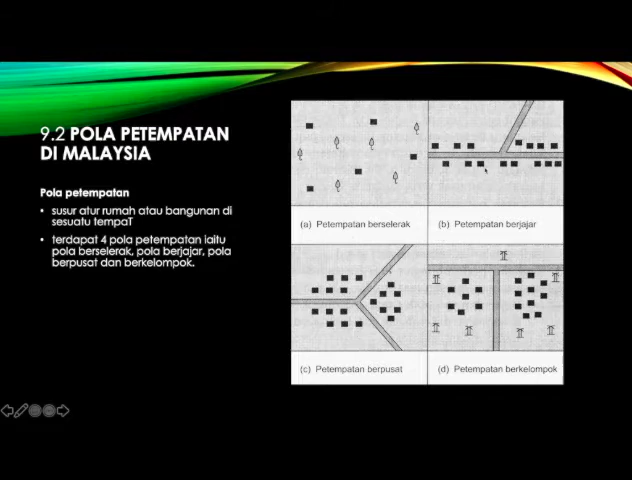 9.2 POLA PETEMPATAN
DI MALAYSIA
Pola petempatan
• susur atur rumah atau bangunan di
sesuatu tempaT
• terdapat 4 pola petempatan iaitu
pola berselerak, pola berjajar, pola
berpusat dan berkelompok.
(a) Petempatan berselerak
(b) Petempatan berjajar
(c) Petempatan berpusat
(d) Petempatan berkelompok